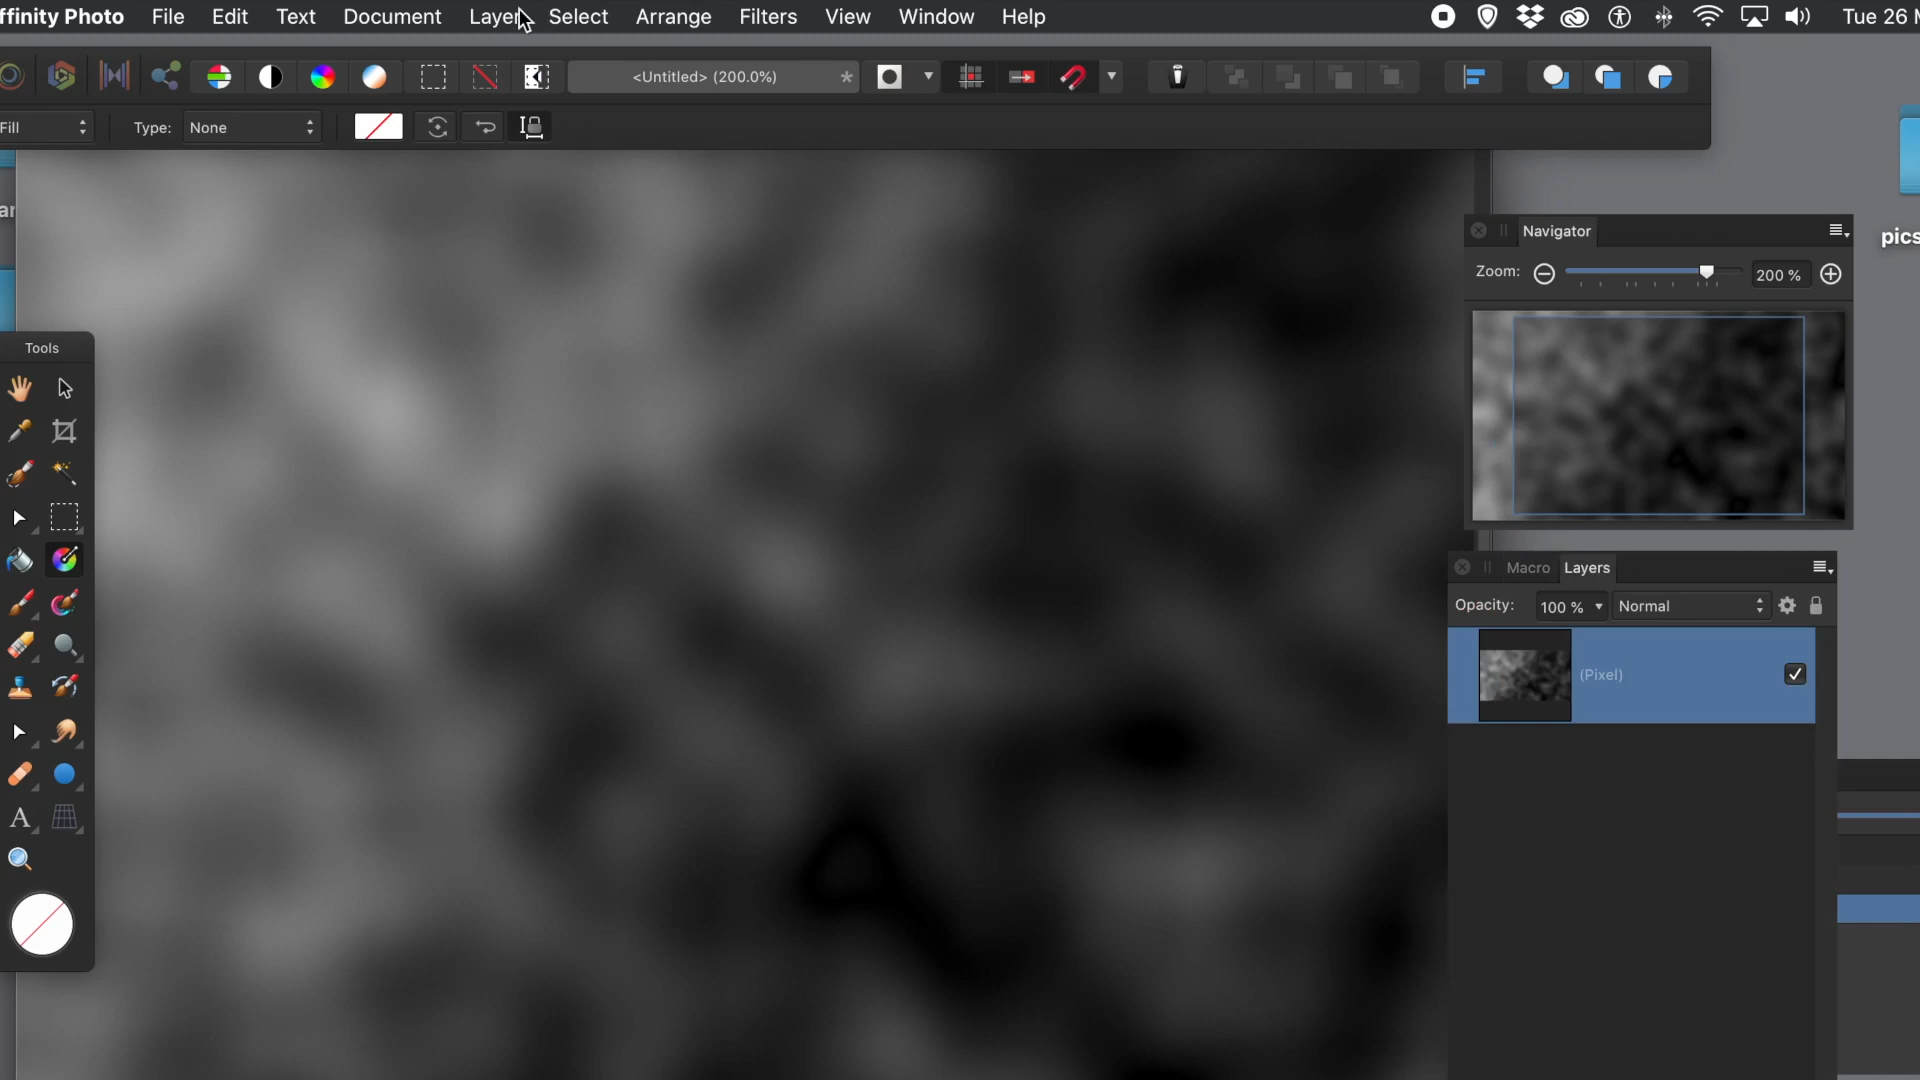 ffinity Photo File Edit Text Document Layer Select Arrange Filters View Window Help Tue 26 M
<Untitled> (200.0%) *
Fill Type: None
ar
Navigator
pics
Zoom: 200 %
Tools
Macro Layers
Opacity: 100 % Normal
(Pixel)